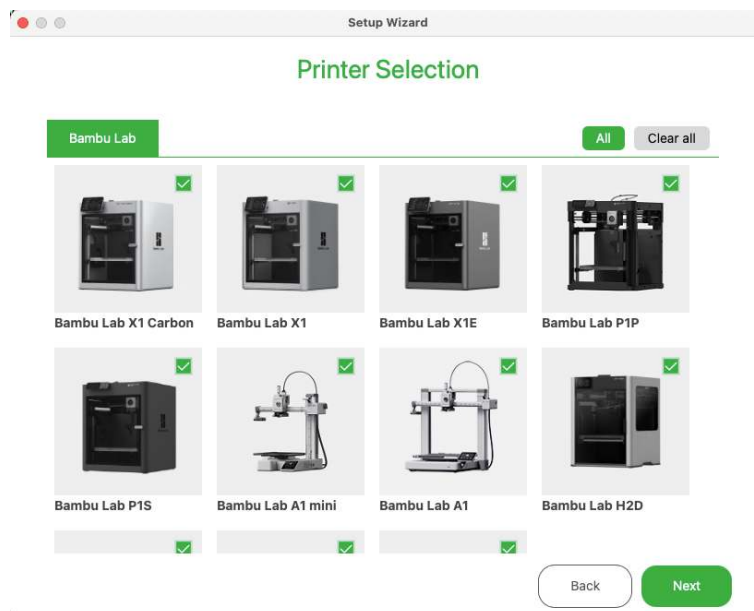 Setup Wizard
Printer Selection
Bambu Lab
All
Clear all
Bambu Lab X1 Carbon
Bambu Lab X1
Bambu Lab X1E
Bambu Lab P1P
Bambu Lab P1S
Bambu Lab A1 mini
Bambu Lab A1
Bambu Lab H2D
Back
Next